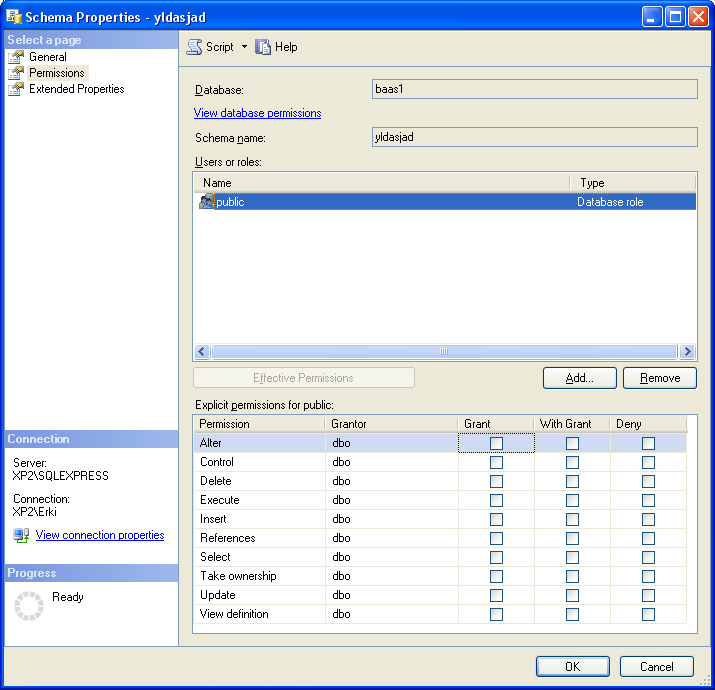 Schema Properties - yldasjad
Select a page
General
Permissions
Extended Properties
Script Help
Database: baas1
View database permissions
Schema name: yldasjad
Users or roles:
Name Type
public Database role
Effective Permissions Add... Remove
Explicit permissions for public:
Permission Grantor Grant With Grant Deny
Alter dbo
Control dbo
Delete dbo
Execute dbo
Insert dbo
References dbo
Select dbo
Take ownership dbo
Update dbo
View definition dbo
Connection
Server:
XP2\SQLEXPRESS
Connection:
XP2\Erki
View connection properties
Progress
Ready
OK Cancel